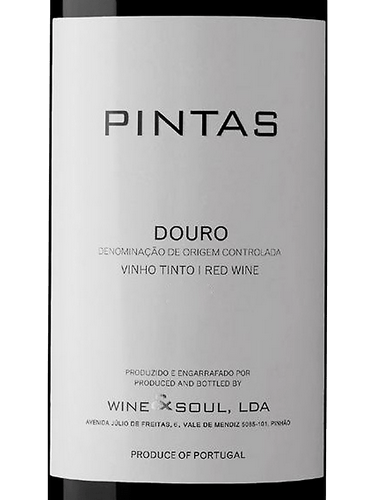 PINTAS
DOURO
DENOMINAÇÃO DE ORIGEM CONTROLADA
VINHO TINTO | RED WINE
PRODUZIDO E ENGARRAFADO POR
PRODUCED AND BOTTLED BY
WINE & SOUL, LDA
AVENIDA JÚLIO DE FREITAS, 6, VALE DE MENDIZ 5085-101, PINHÃO
PRODUCE OF PORTUGAL